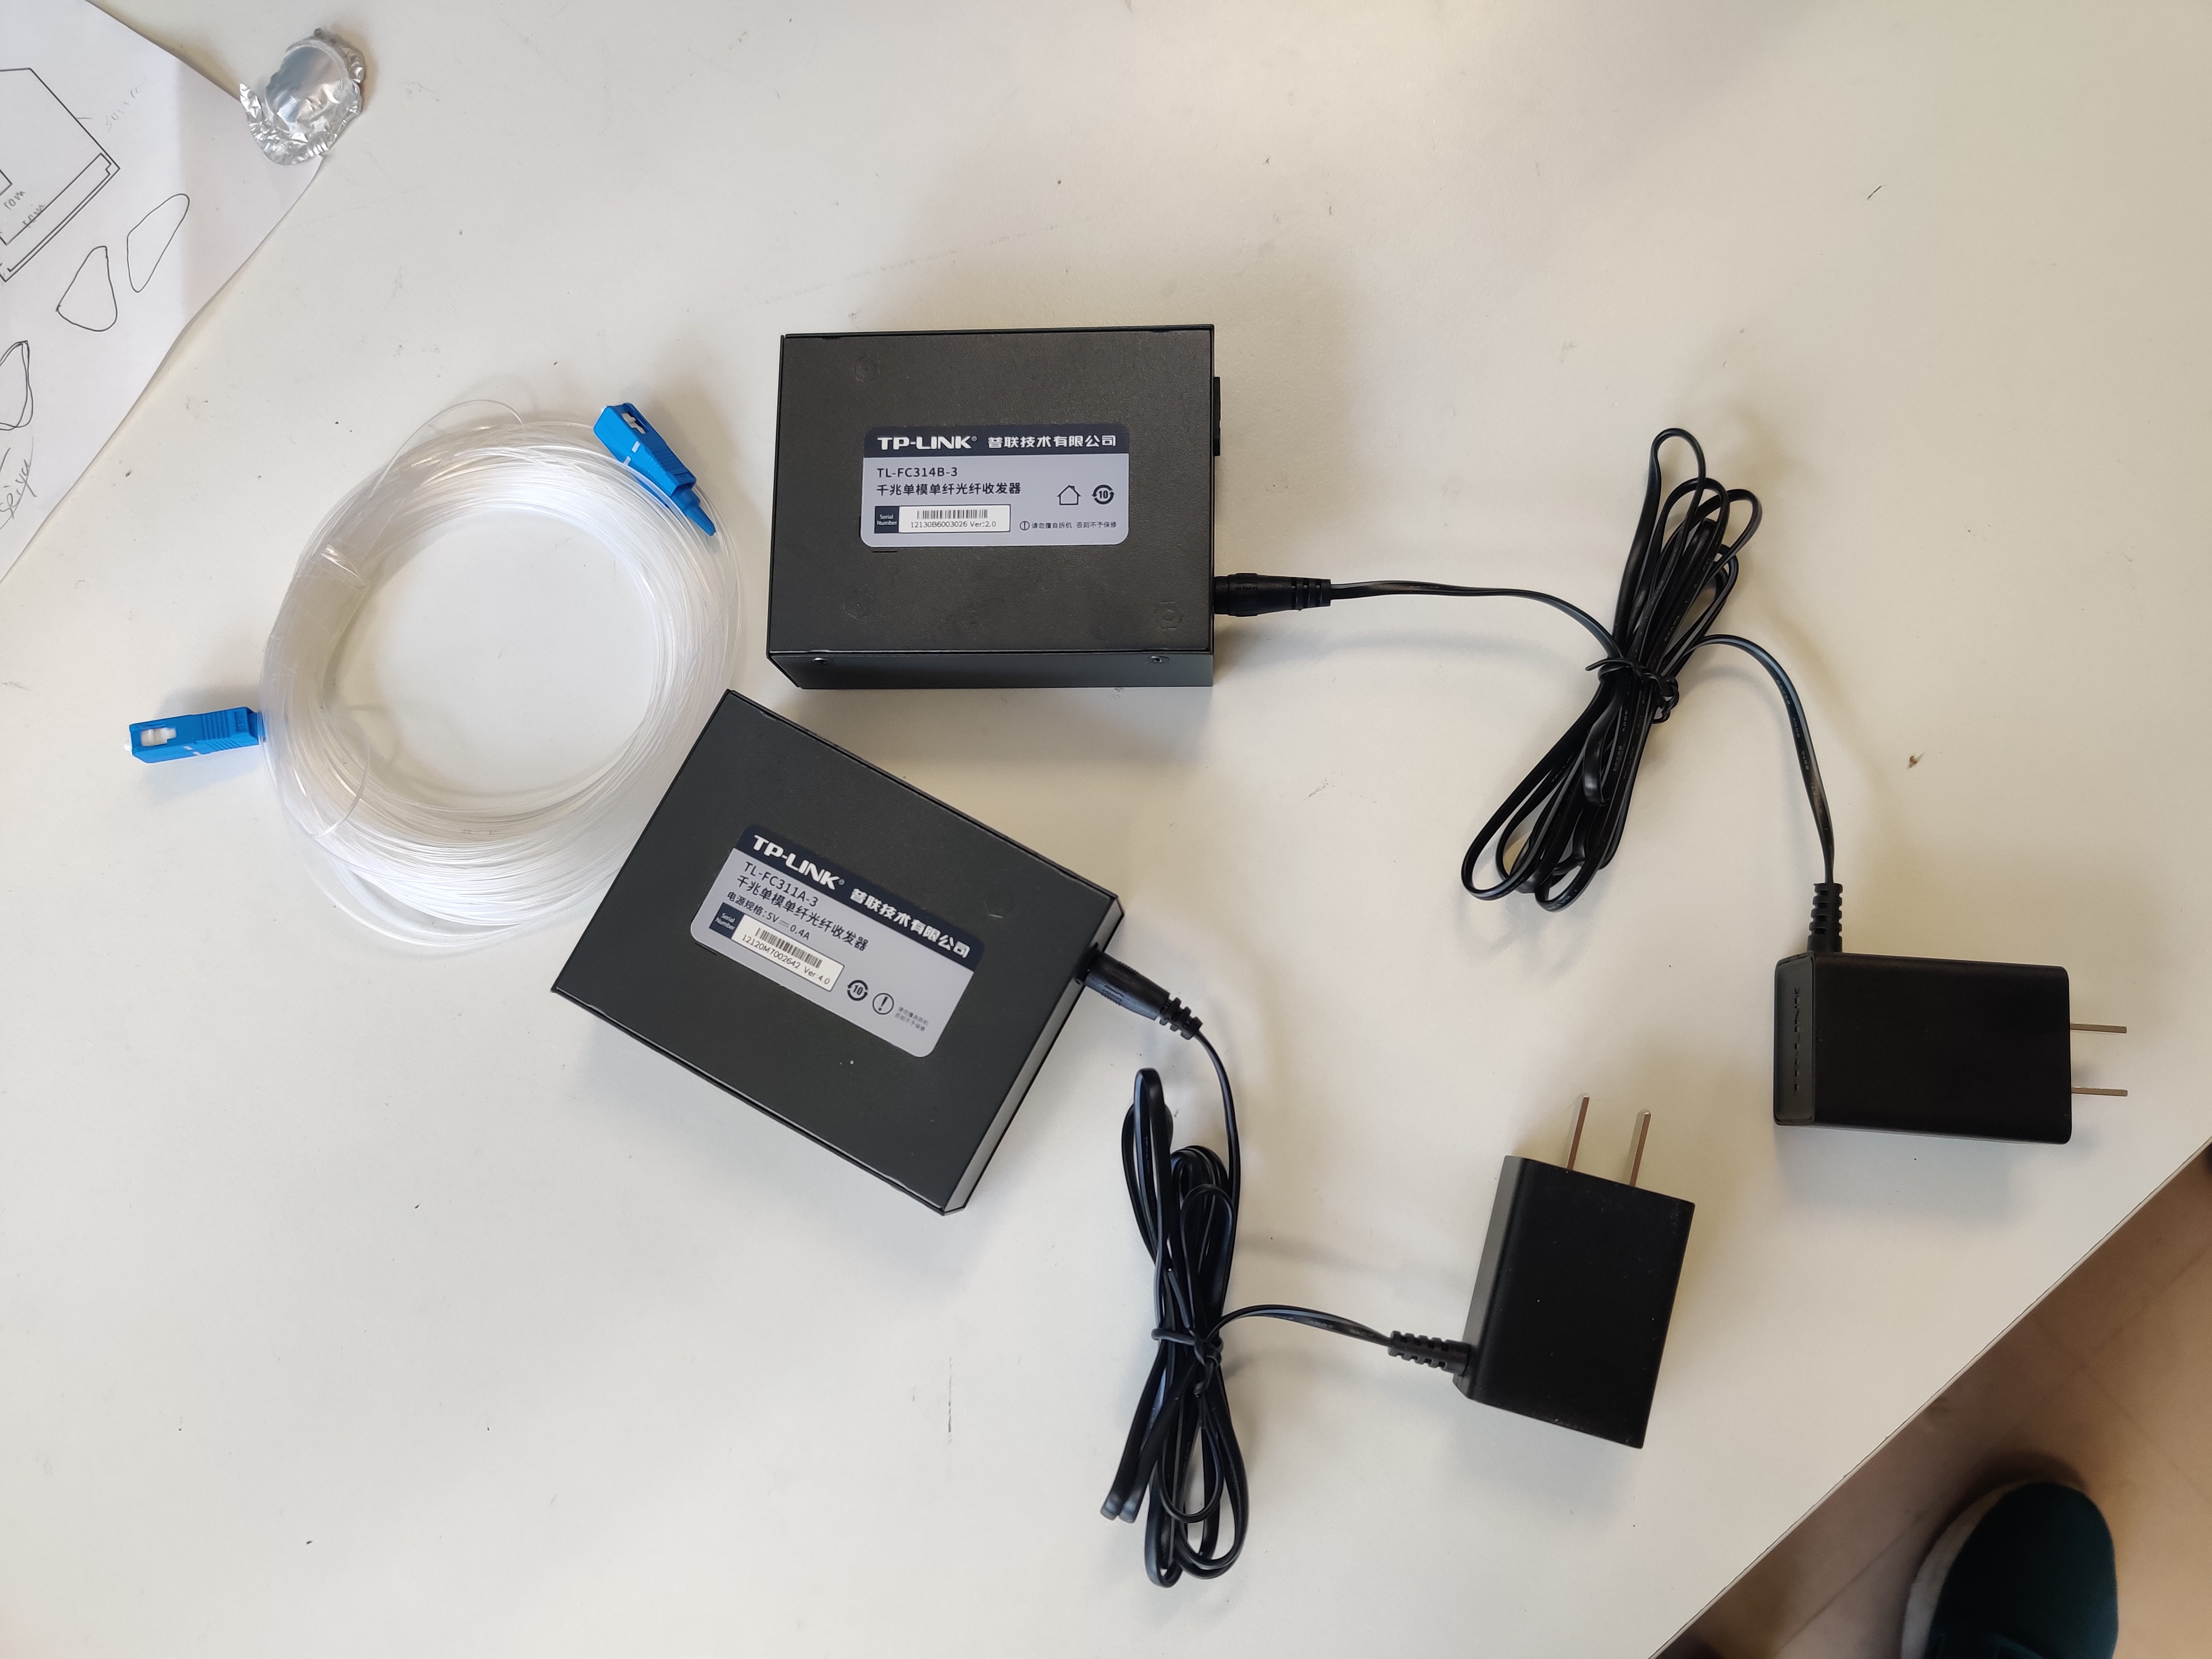 TP-LINK® 普联技术有限公司
TL-FC311A-3
千兆单模单纤光纤收发器
电源规格:5V⎓0.4A
Serial
Number
12120M7002642 Ver:4.0
10
TP-LINK® 普联技术有限公司
TL-FC314B-3
千兆单模单纤光纤收发器
Serial
Number
1213086003026 Ver:2.0
10
TP-LINK
10m